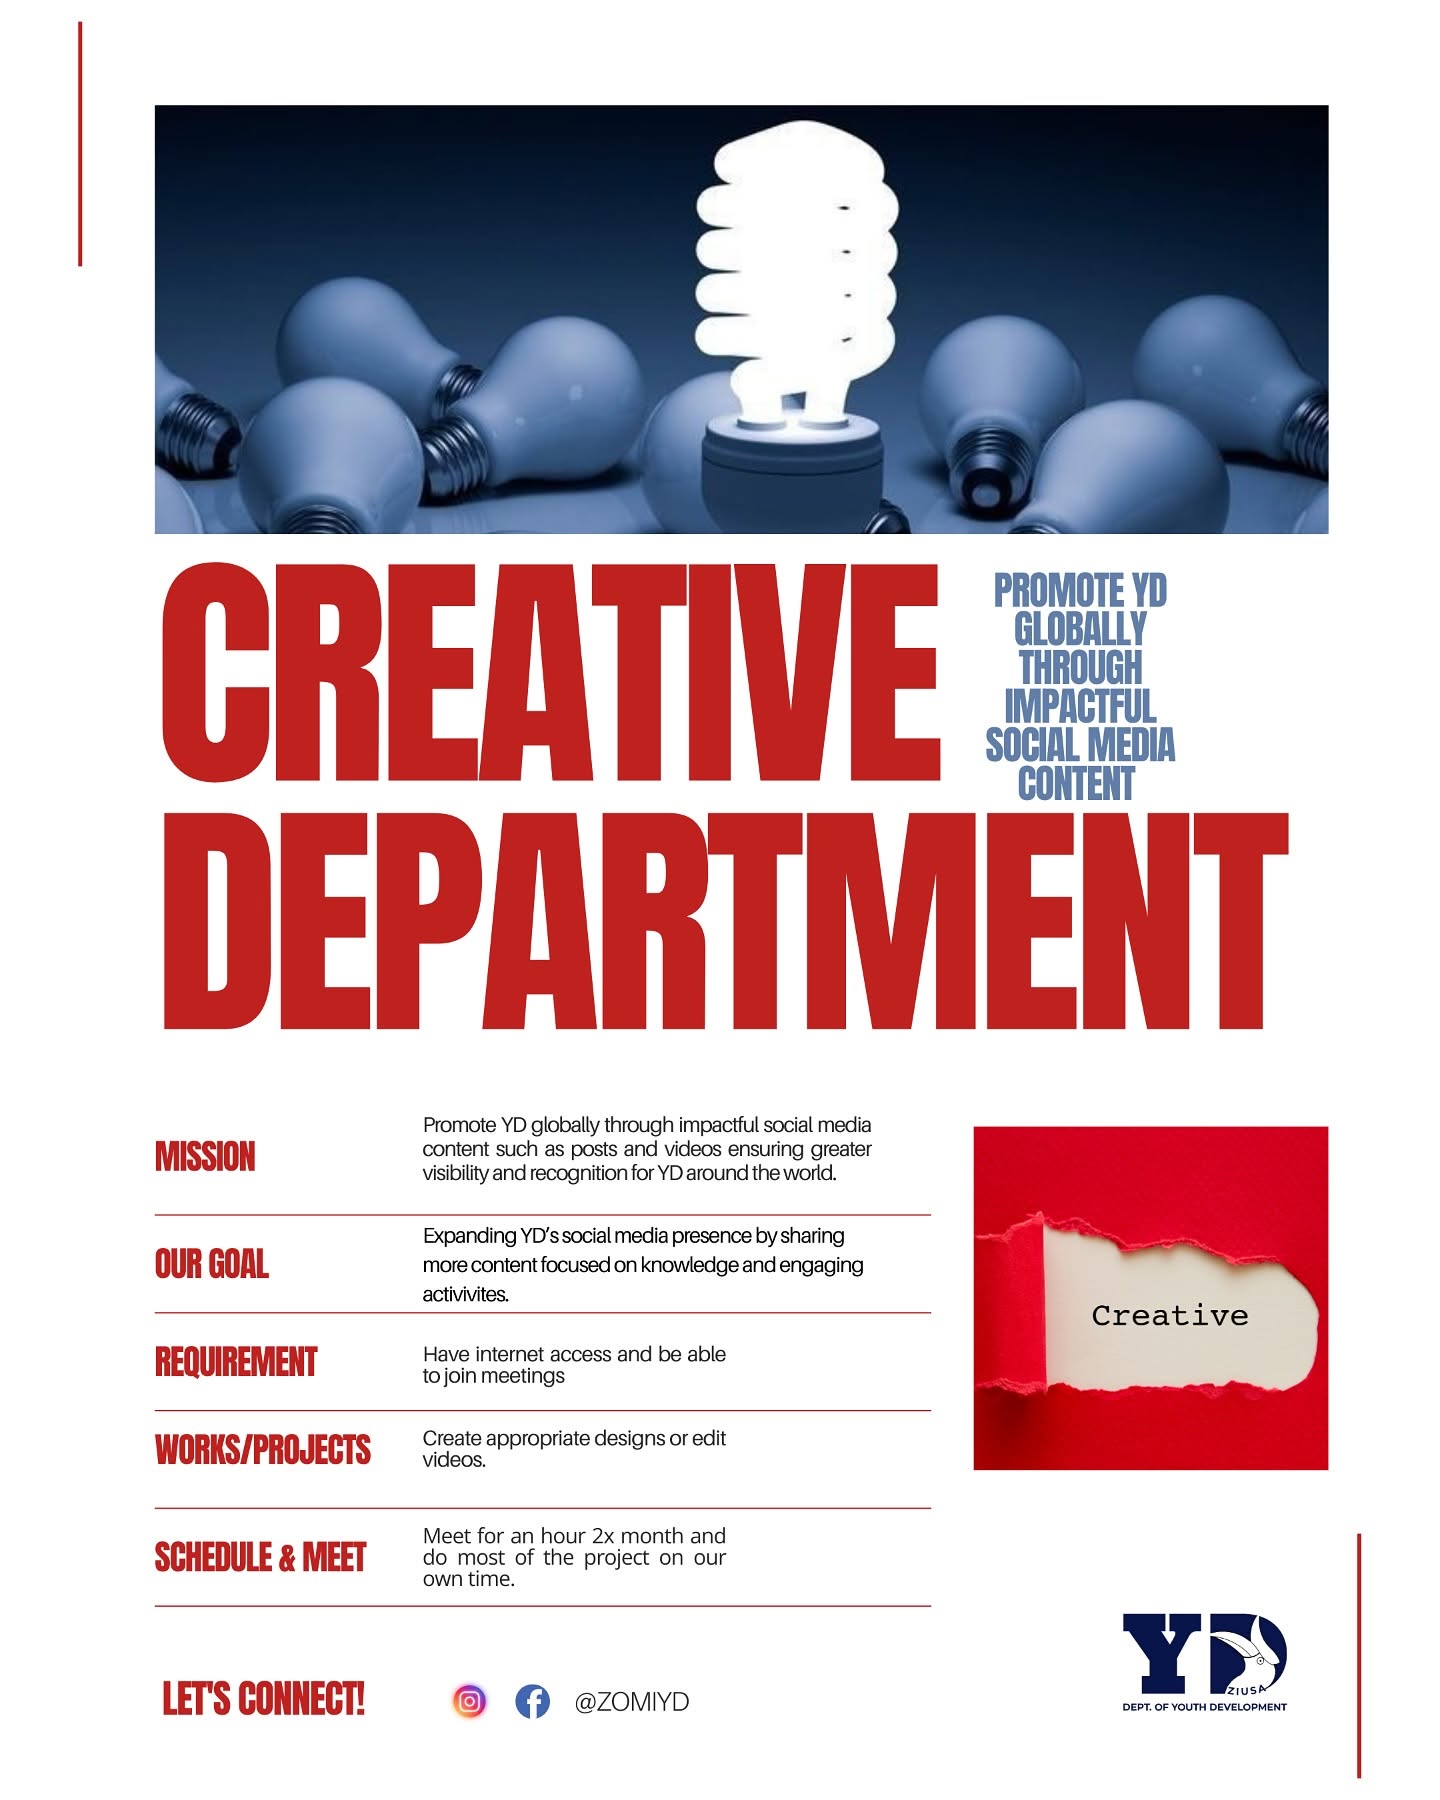 CREATIVE
DEPARTMENT
PROMOTE YD
GLOBALLY
THROUGH
IMPACTFUL
SOCIAL MEDIA
CONTENT
MISSION
Promote YD globally through impactful social media
content such as posts and videos ensuring greater
visibility and recognition for YD around the world.
OUR GOAL
Expanding YD’s social media presence by sharing
more content focused on knowledge and engaging
activivites.
REQUIREMENT
Have internet access and be able
to join meetings
WORKS/PROJECTS
Create appropriate designs or edit
videos.
SCHEDULE & MEET
Meet for an hour 2x month and
do most of the project on our
own time.
Creative
LET'S CONNECT!
@ZOMIYD
YD
ZIUSA
DEPT. OF YOUTH DEVELOPMENT